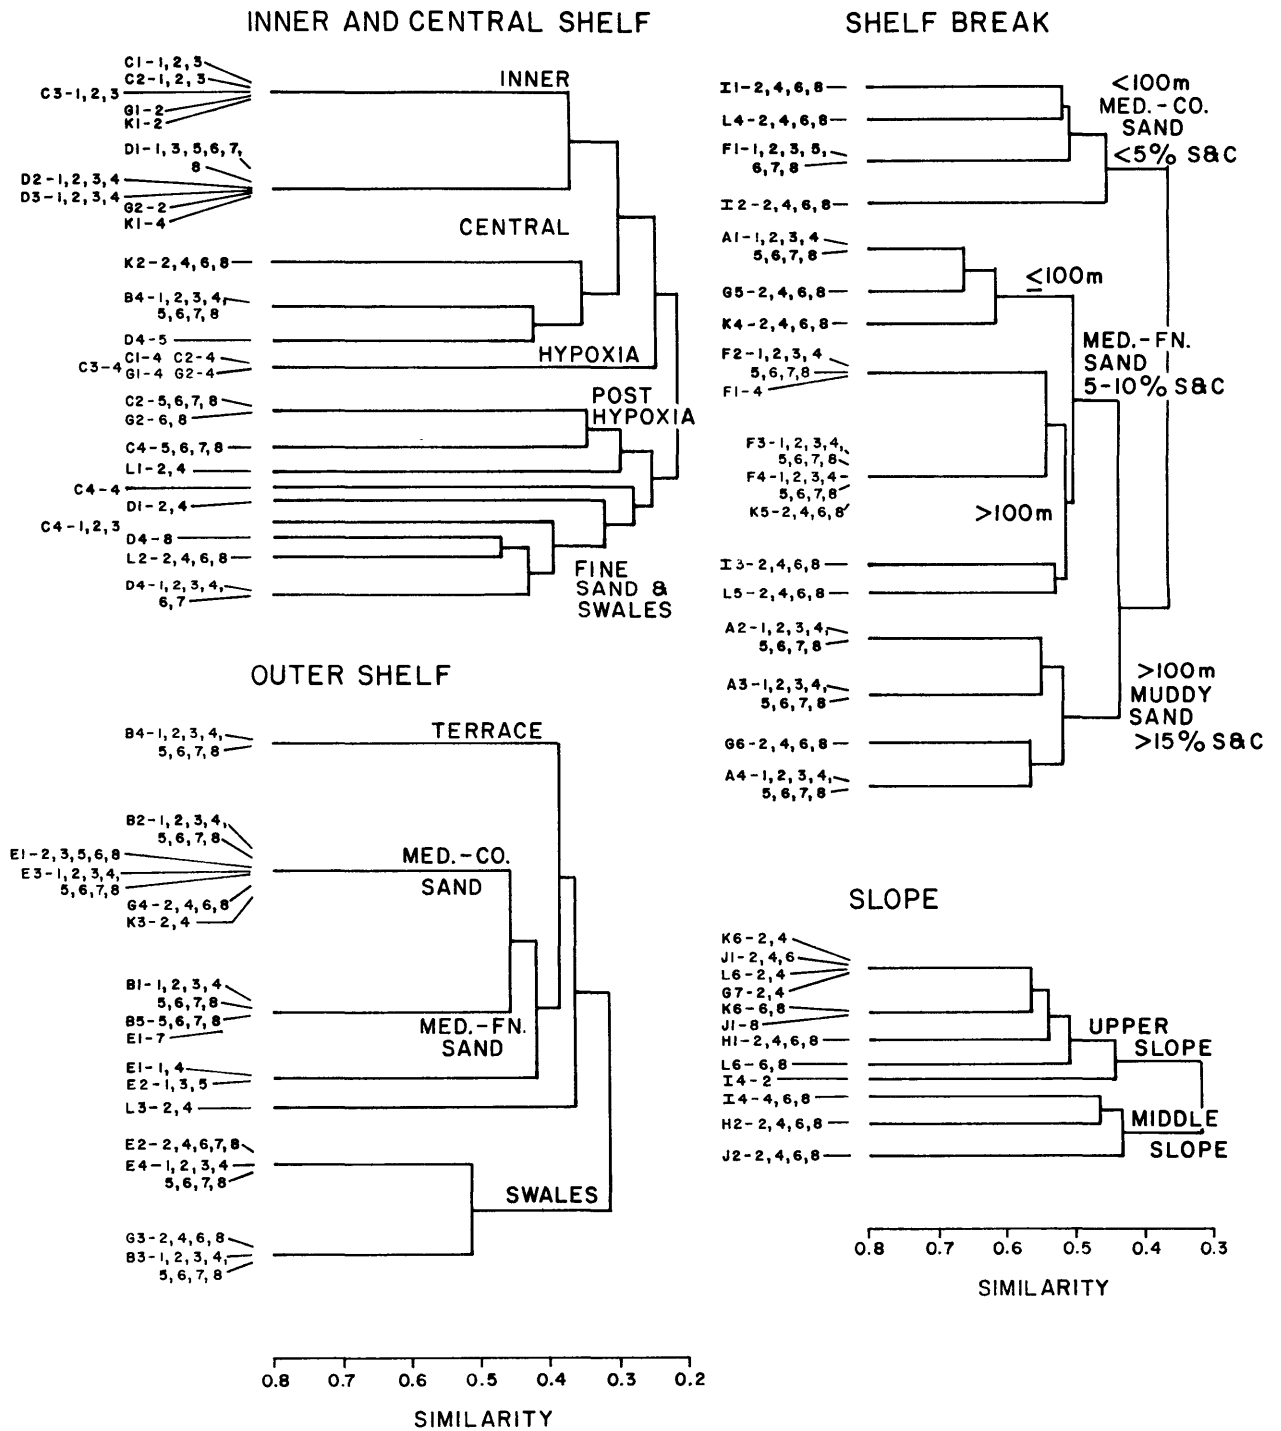 INNER AND CENTRAL SHELF
C1-1,2,3
C2-1,2,3
C3-1,2,3
G1-2
K1-2
INNER
D1-1,3,5,6,7,
8
D2-1,2,3,4
D3-1,2,3,4
G2-2
K1-4
CENTRAL
K2-2,4,6,8
B4-1,2,3,4,
5,6,7,8
D4-5
C1-4 C2-4
C3-4
G1-4 G2-4
HYPOXIA
POST
HYPOXIA
C2-5,6,7,8
G2-6,8
C4-5,6,7,8
L1-2,4
C4-4
D1-2,4
C4-1,2,3
D4-8
L2-2,4,6,8
D4-1,2,3,4,
6,7
FINE
SAND &
SWALES
OUTER SHELF
B4-1,2,3,4,
5,6,7,8
TERRACE
B2-1,2,3,4,
5,6,7,8
E1-2,3,5,6,8
E3-1,2,3,4,
5,6,7,8
G4-2,4,6,8
K3-2,4
MED.-CO.
SAND
B1-1,2,3,4
5,6,7,8
B5-5,6,7,8
E1-7
MED.-FN.
SAND
E1-1,4
E2-1,3,5
L3-2,4
E2-2,4,6,7,8
E4-1,2,3,4
5,6,7,8
SWALES
G3-2,4,6,8
B3-1,2,3,4,
5,6,7,8
0.8 0.7 0.6 0.5 0.4 0.3 0.2
SIMILARITY
SHELF BREAK
I1-2,4,6,8
L4-2,4,6,8
F1-1,2,3,5,
6,7,8
I2-2,4,6,8
<100m
MED.-CO.
SAND
<5% S&C
A1-1,2,3,4
5,6,7,8
G5-2,4,6,8
K4-2,4,6,8
≤100m
F2-1,2,3,4
5,6,7,8
F1-4
MED.-FN.
SAND
5-10% S&C
F3-1,2,3,4,
5,6,7,8
F4-1,2,3,4
5,6,7,8
K5-2,4,6,8
>100m
I3-2,4,6,8
L5-2,4,6,8
A2-1,2,3,4,
5,6,7,8
A3-1,2,3,4,
5,6,7,8
G6-2,4,6,8
A4-1,2,3,4,
5,6,7,8
>100m
MUDDY
SAND
>15% S&C
SLOPE
K6-2,4
J1-2,4,6
L6-2,4
G7-2,4
K6-6,8
J1-8
H1-2,4,6,8
L6-6,8
I4-2
UPPER
SLOPE
I4-4,6,8
H2-2,4,6,8
J2-2,4,6,8
MIDDLE
SLOPE
0.8 0.7 0.6 0.5 0.4 0.3
SIMILARITY